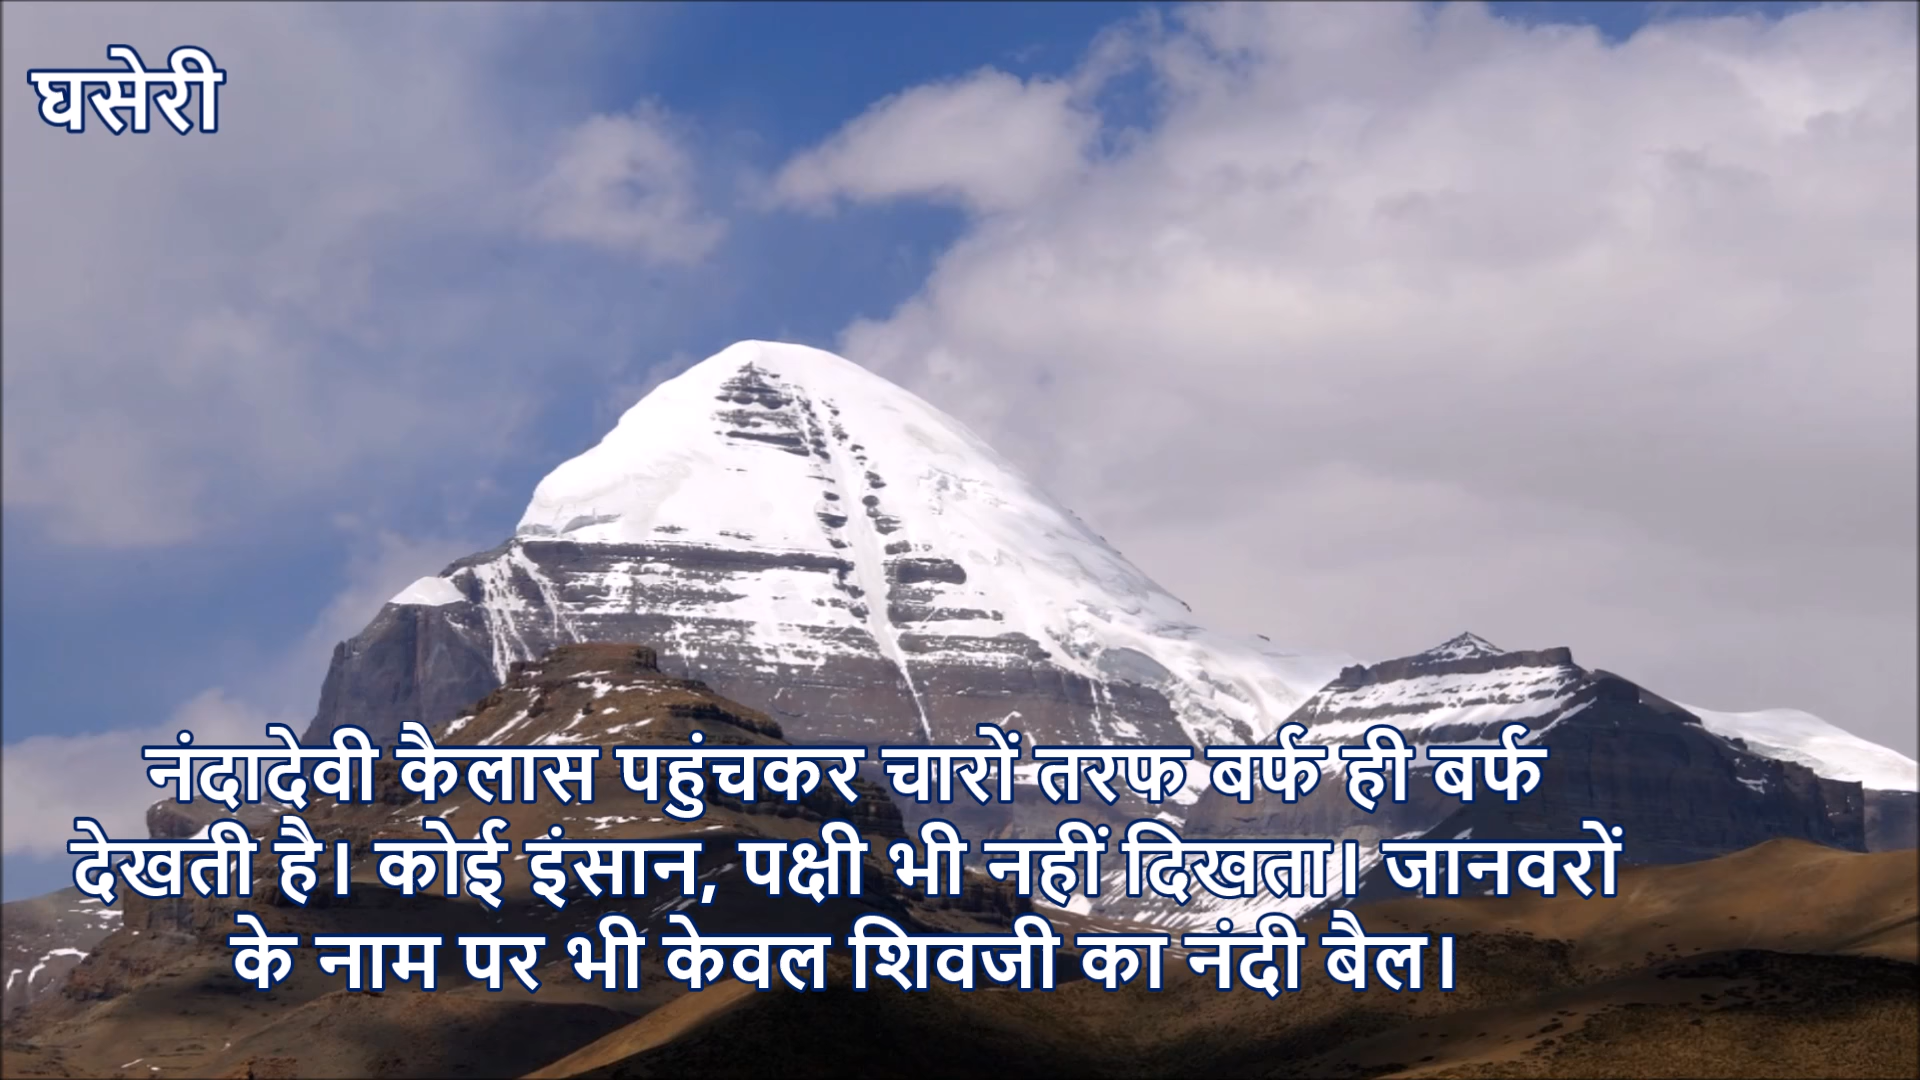 घसेरी
नंदादेवी कैलास पहुंचकर चारों तरफ बर्फ ही बर्फ
देखती है। कोई इंसान, पक्षी भी नहीं दिखता। जानवरों
के नाम पर भी केवल शिवजी का नंदी बैल।